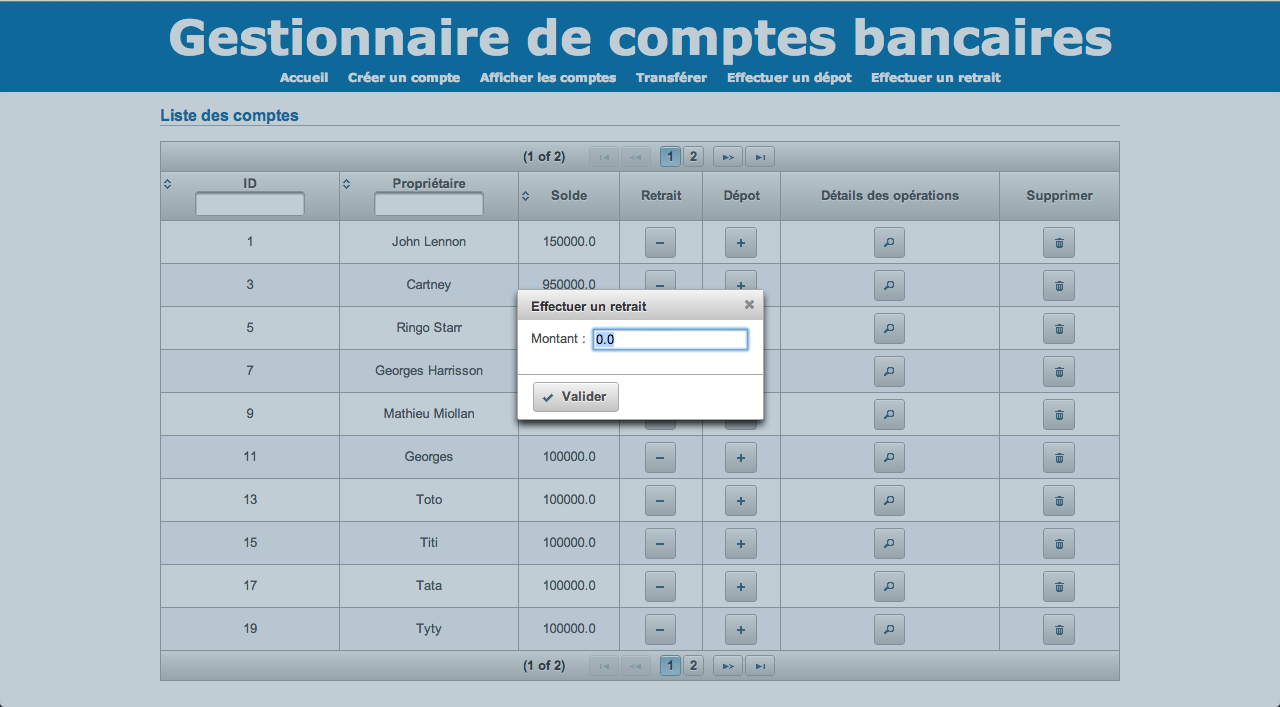 Gestionnaire de comptes bancaires
Accueil Créer un compte Afficher les comptes Transférer Effectuer un dépot Effectuer un retrait
Liste des comptes
(1 of 2) 1 2
ID Propriétaire Solde Retrait Dépot Détails des opérations Supprimer
1 John Lennon 150000.0
3 Cartney 950000.0
Effectuer un retrait
5 Ringo Starr
Montant : 0.0
7 Georges Harrisson
Valider
9 Mathieu Miollan
11 Georges 100000.0
13 Toto 100000.0
15 Titi 100000.0
17 Tata 100000.0
19 Tyty 100000.0
(1 of 2) 1 2